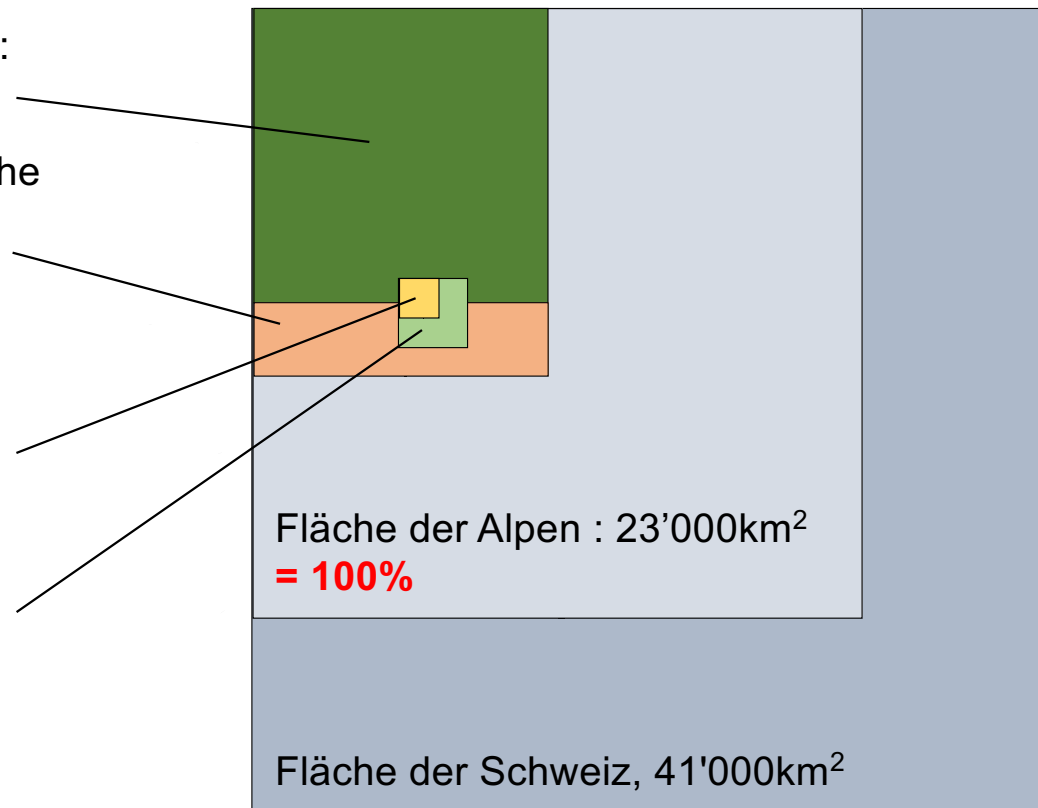 :
he
Fläche der Alpen : 23’000km²
= 100%
Fläche der Schweiz, 41'000km²